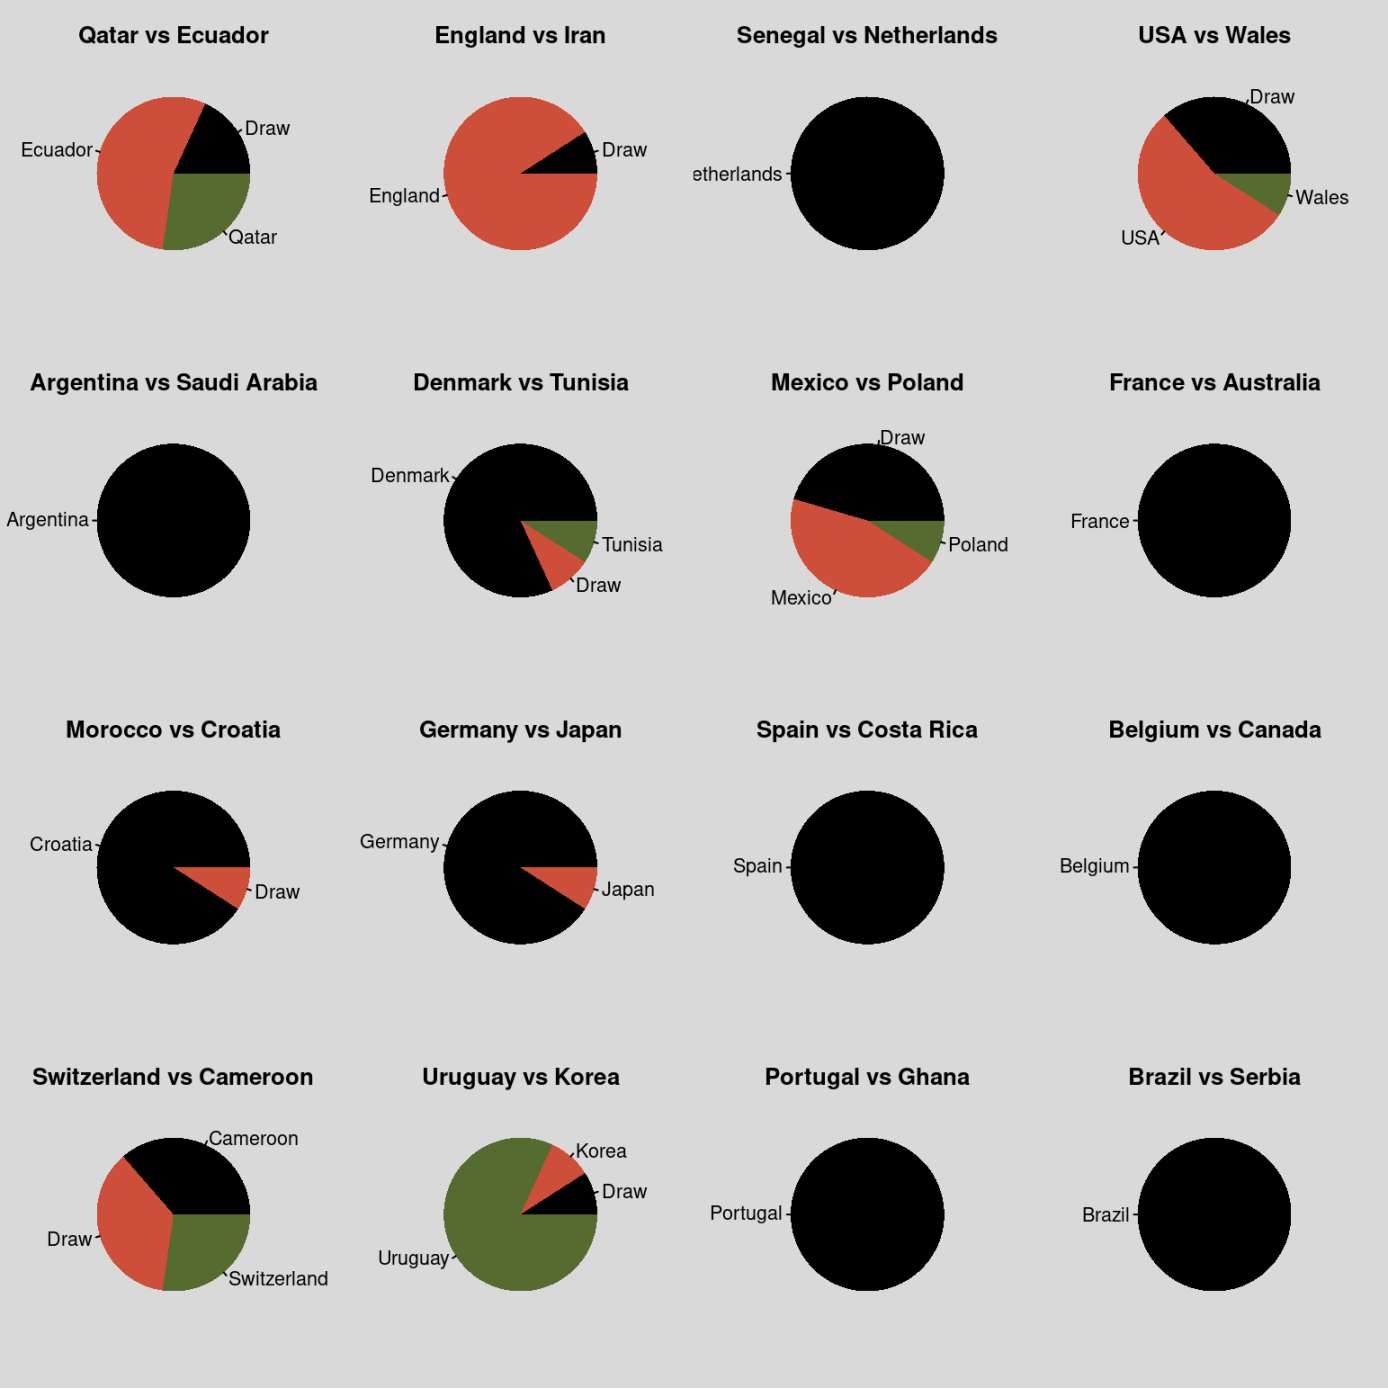 Qatar vs Ecuador
Draw
Ecuador
Qatar
England vs Iran
Draw
England
Senegal vs Netherlands
etherlands
USA vs Wales
Draw
Wales
USA
Argentina vs Saudi Arabia
Argentina
Denmark vs Tunisia
Denmark
Tunisia
Draw
Mexico vs Poland
Draw
Poland
Mexico
France vs Australia
France
Morocco vs Croatia
Croatia
Draw
Germany vs Japan
Germany
Japan
Spain vs Costa Rica
Spain
Belgium vs Canada
Belgium
Switzerland vs Cameroon
Cameroon
Draw
Switzerland
Uruguay vs Korea
Korea
Draw
Uruguay
Portugal vs Ghana
Portugal
Brazil vs Serbia
Brazil